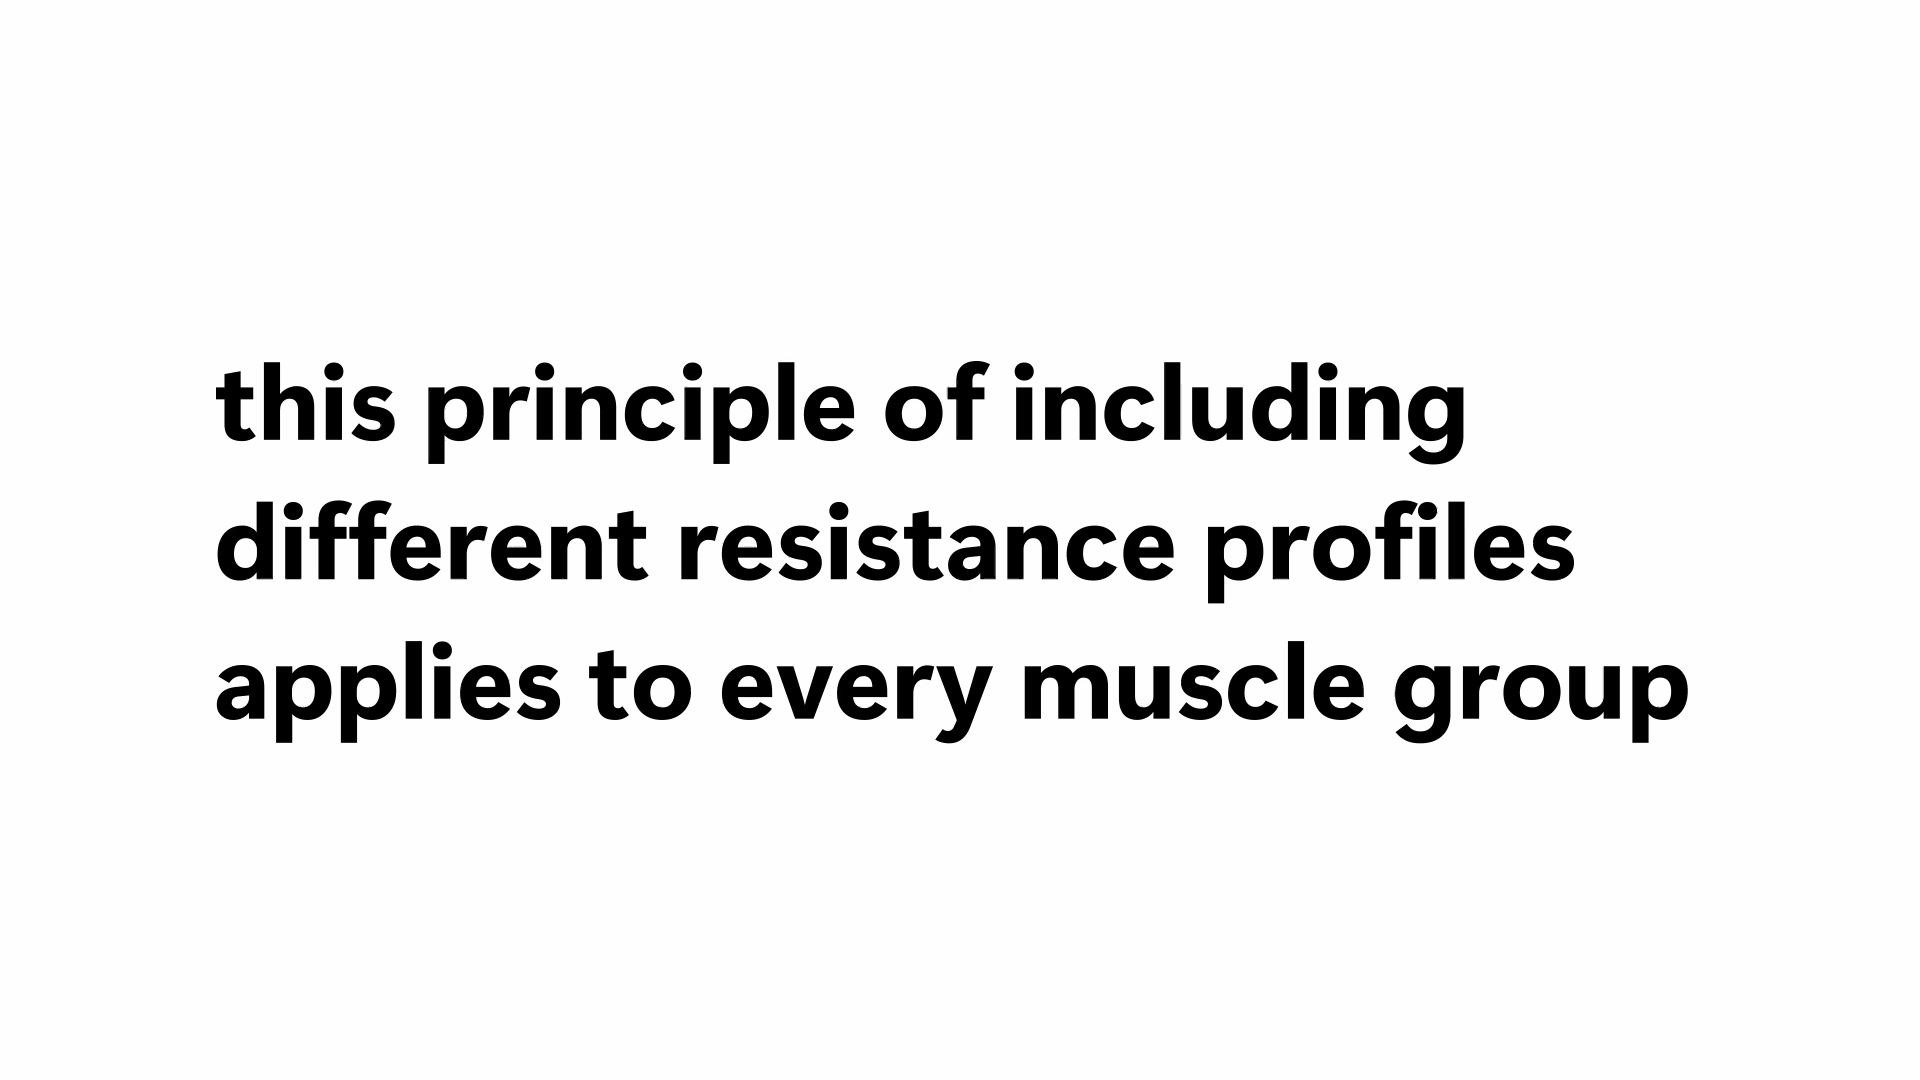 this principle of including
different resistance profiles
applies to every muscle group